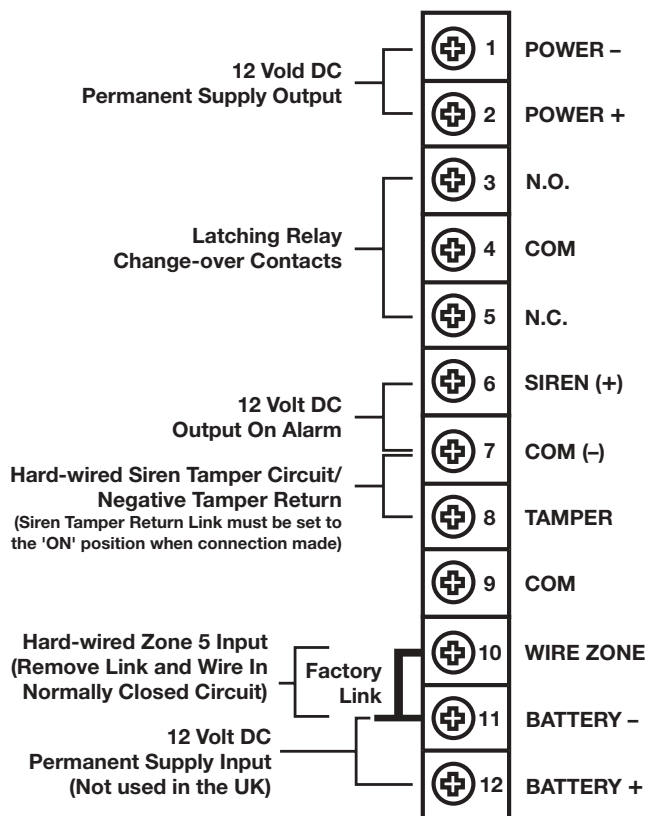 12 Vold DC
Permanent Supply Output
1 POWER –
2 POWER +
Latching Relay
Change-over Contacts
3 N.O.
4 COM
5 N.C.
12 Volt DC
Output On Alarm
6 SIREN (+)
7 COM (–)
Hard-wired Siren Tamper Circuit/
Negative Tamper Return
(Siren Tamper Return Link must be set to
the 'ON' position when connection made)
8 TAMPER
9 COM
Hard-wired Zone 5 Input
(Remove Link and Wire In
Normally Closed Circuit)
Factory
Link
10 WIRE ZONE
11 BATTERY –
12 Volt DC
Permanent Supply Input
(Not used in the UK)
12 BATTERY +